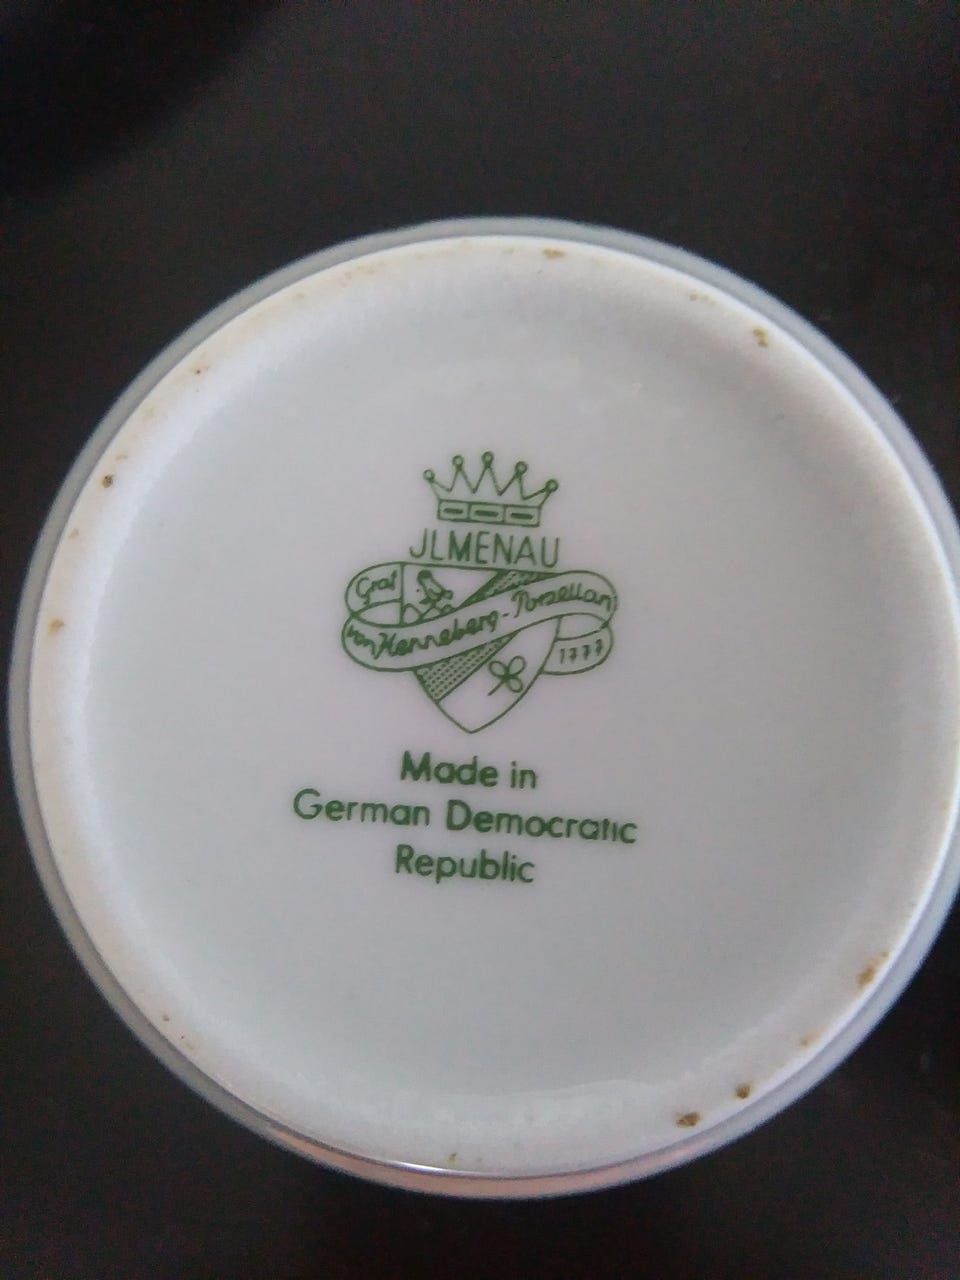 JLMENAU
Graf
von Henneberg - Porzellan
1777
Made in
German Democratic
Republic